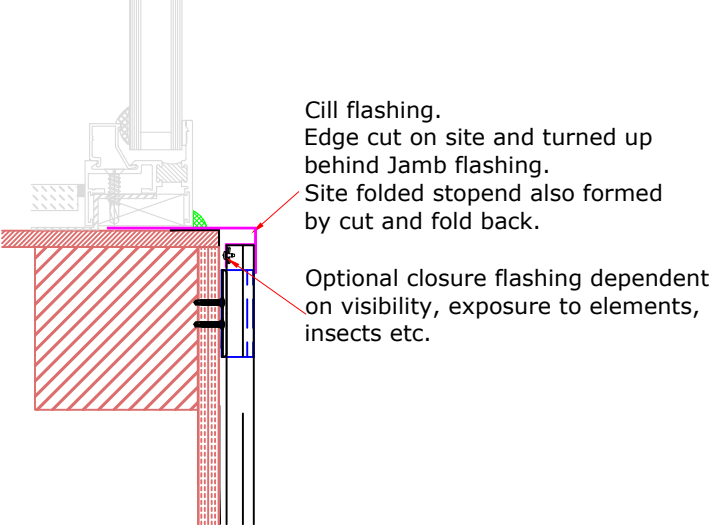 Cill flashing.
Edge cut on site and turned up
behind Jamb flashing.
Site folded stopend also formed
by cut and fold back.
Optional closure flashing dependent
on visibility, exposure to elements,
insects etc.